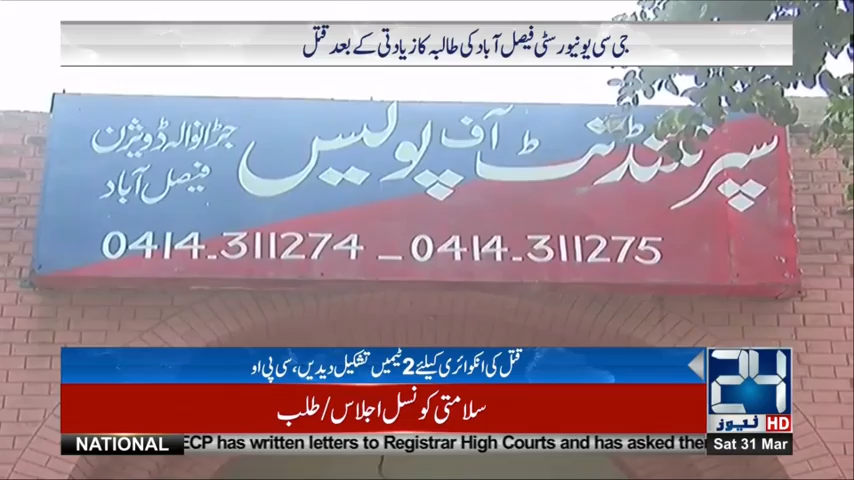 جی سی یونیورسٹی فیصل آباد کی طالبہ کا زیادتی کے بعد قتل
سپرنٹنڈنٹ آف پولیس
جڑانوالہ ڈویژن
فیصل آباد
0414-311274 - 0414-311275
قتل کی انکوائری کیلئے 2 ٹیمیں تشکیل دیدیں، سی پی او
سلامتی کونسل اجلاس/طلب
24
نیوز HD
NATIONAL
ECP has written letters to Registrar High Courts and has asked the
Sat 31 Mar